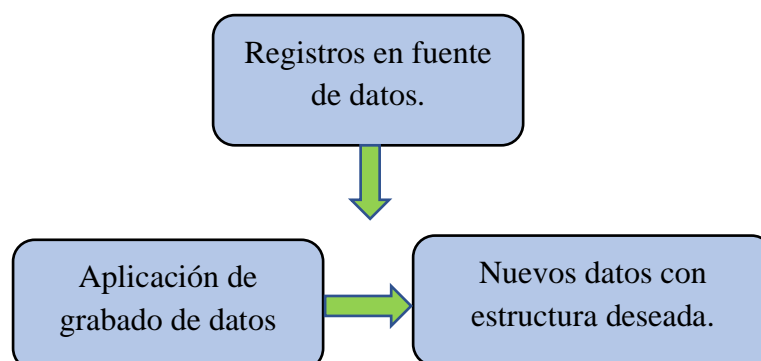 Registros en fuente
de datos.
Aplicación de
grabado de datos
Nuevos datos con
estructura deseada.